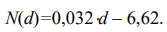 N(d)=0,032·d – 6,62.